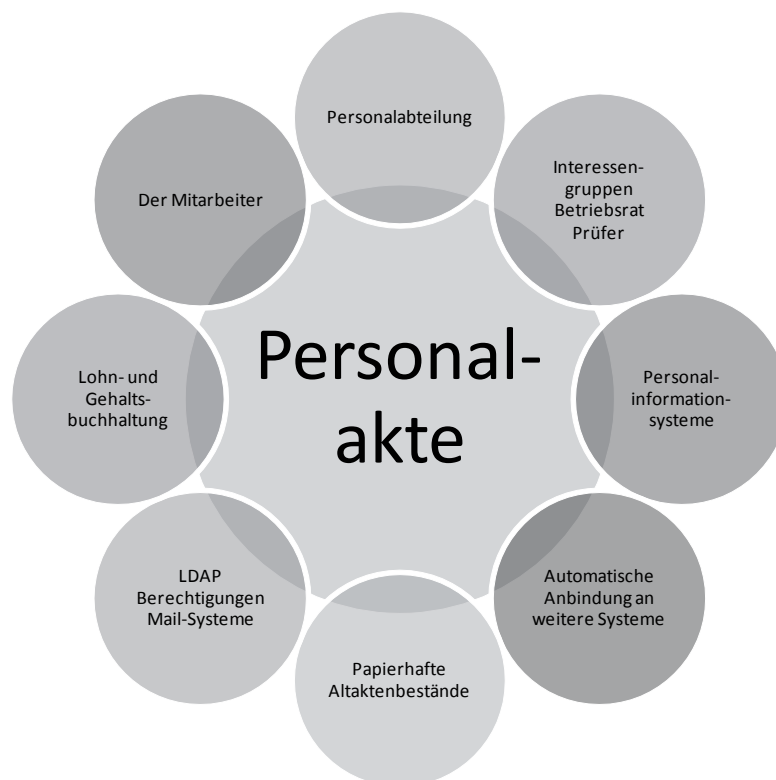 Personalabteilung
Interessen-
gruppen
Betriebsrat
Prüfer
Personal-
information-
systeme
Automatische
Anbindung an
weitere Systeme
Papierhafte
Altaktenbestände
LDAP
Berechtigungen
Mail-Systeme
Lohn- und
Gehalts-
buchhaltung
Der Mitarbeiter
Personal-
akte